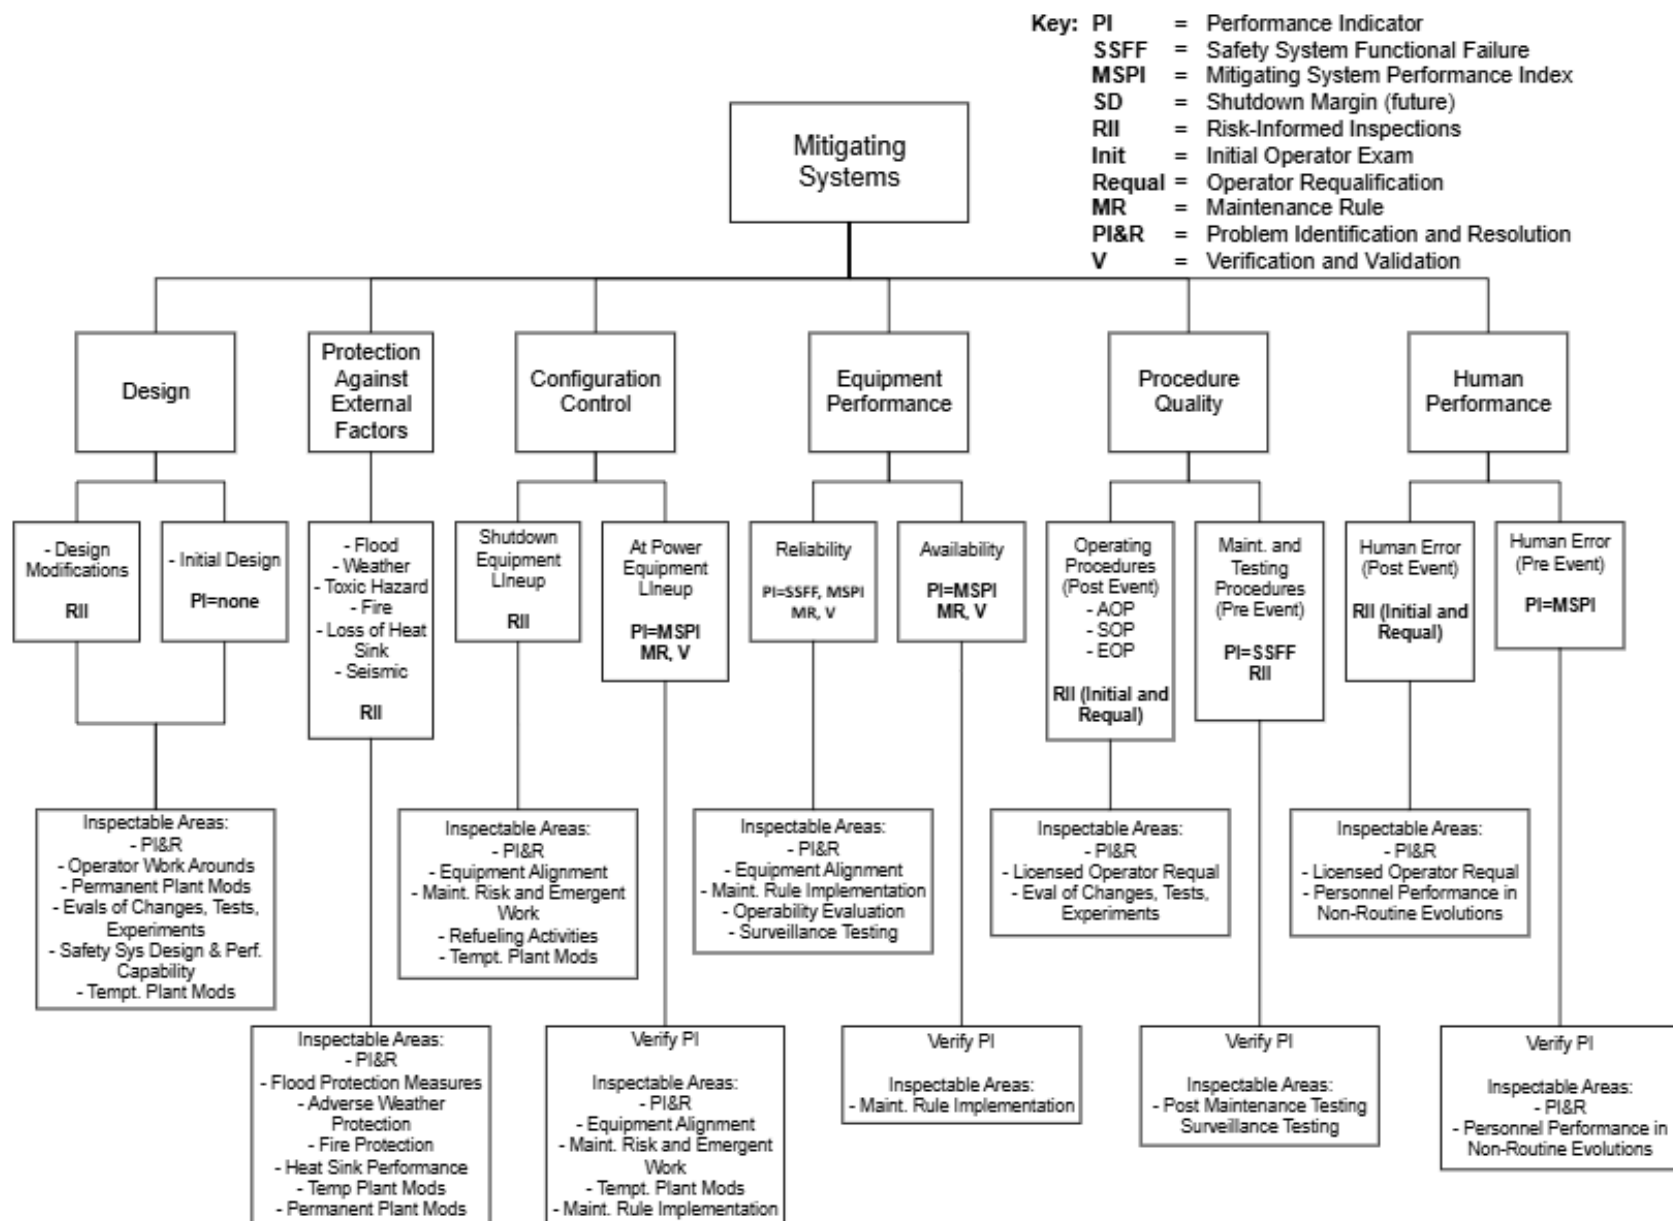 Key: PI = Performance Indicator
SSFF = Safety System Functional Failure
MSPI = Mitigating System Performance Index
SD = Shutdown Margin (future)
RII = Risk-Informed Inspections
Init = Initial Operator Exam
Requal = Operator Requalification
MR = Maintenance Rule
PI&R = Problem Identification and Resolution
V = Verification and Validation
Mitigating
Systems
Design
Protection
Against
External
Factors
Configuration
Control
Equipment
Performance
Procedure
Quality
Human
Performance
- Design
Modifications
RII
- Initial Design
PI=none
- Flood
- Weather
- Toxic Hazard
- Fire
- Loss of Heat
Sink
- Seismic
RII
Shutdown
Equipment
LIneup
RII
At Power
Equipment
LIneup
PI=MSPI
MR, V
Reliability
PI=SSFF, MSPI
MR, V
Availability
PI=MSPI
MR, V
Operating
Procedures
(Post Event)
- AOP
- SOP
- EOP
RII (Initial and
Requal)
Maint. and
Testing
Procedures
(Pre Event)
PI=SSFF
RII
Human Error
(Post Event)
RII (Initial and
Requal)
Human Error
(Pre Event)
PI=MSPI
Inspectable Areas:
- PI&R
- Operator Work Arounds
- Permanent Plant Mods
- Evals of Changes, Tests,
Experiments
- Safety Sys Design & Perf.
Capability
- Tempt. Plant Mods
Inspectable Areas:
- PI&R
- Equipment Alignment
- Maint. Risk and Emergent
Work
- Refueling Activities
- Tempt. Plant Mods
Inspectable Areas:
- PI&R
- Equipment Alignment
- Maint. Rule Implementation
- Operability Evaluation
- Surveillance Testing
Inspectable Areas:
- PI&R
- Licensed Operator Requal
- Eval of Changes, Tests,
Experiments
Inspectable Areas:
- PI&R
- Licensed Operator Requal
- Personnel Performance in
Non-Routine Evolutions
Inspectable Areas:
- PI&R
- Flood Protection Measures
- Adverse Weather
Protection
- Fire Protection
- Heat Sink Performance
- Temp Plant Mods
- Permanent Plant Mods
Verify PI
Inspectable Areas:
- PI&R
- Equipment Alignment
- Maint. Risk and Emergent
Work
- Tempt. Plant Mods
- Maint. Rule Implementation
Verify PI
Inspectable Areas:
- Maint. Rule Implementation
Verify PI
Inspectable Areas:
- Post Maintenance Testing
Surveillance Testing
Verify PI
Inspectable Areas:
- PI&R
- Personnel Performance in
Non-Routine Evolutions